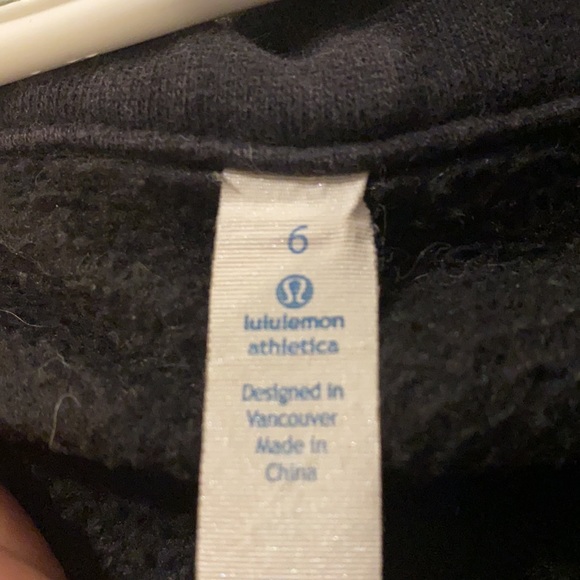 6
lululemon
athletica
Designed in
Vancouver
Made in
China